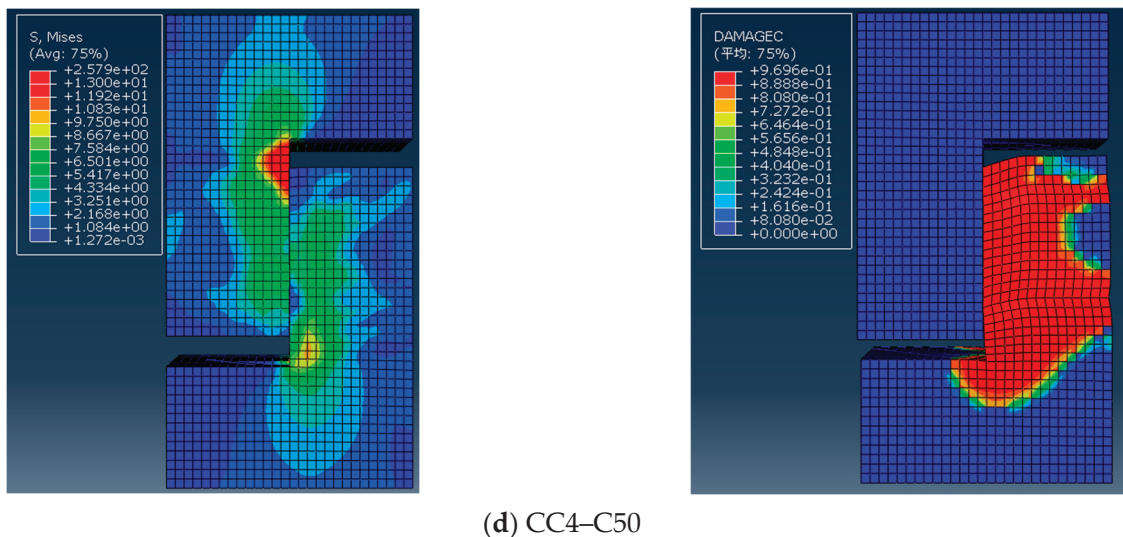 S, Mises
(Avg: 75%)
+2.579e+02
+1.300e+01
+1.192e+01
+1.083e+01
+9.750e+00
+8.667e+00
+7.584e+00
+6.501e+00
+5.417e+00
+4.334e+00
+3.251e+00
+2.168e+00
+1.084e+00
+1.272e-03
DAMAGEC
(平均: 75%)
+9.696e-01
+8.888e-01
+8.080e-01
+7.272e-01
+6.464e-01
+5.656e-01
+4.848e-01
+4.040e-01
+3.232e-01
+2.424e-01
+1.616e-01
+8.080e-02
+0.000e+00
(d) CC4–C50